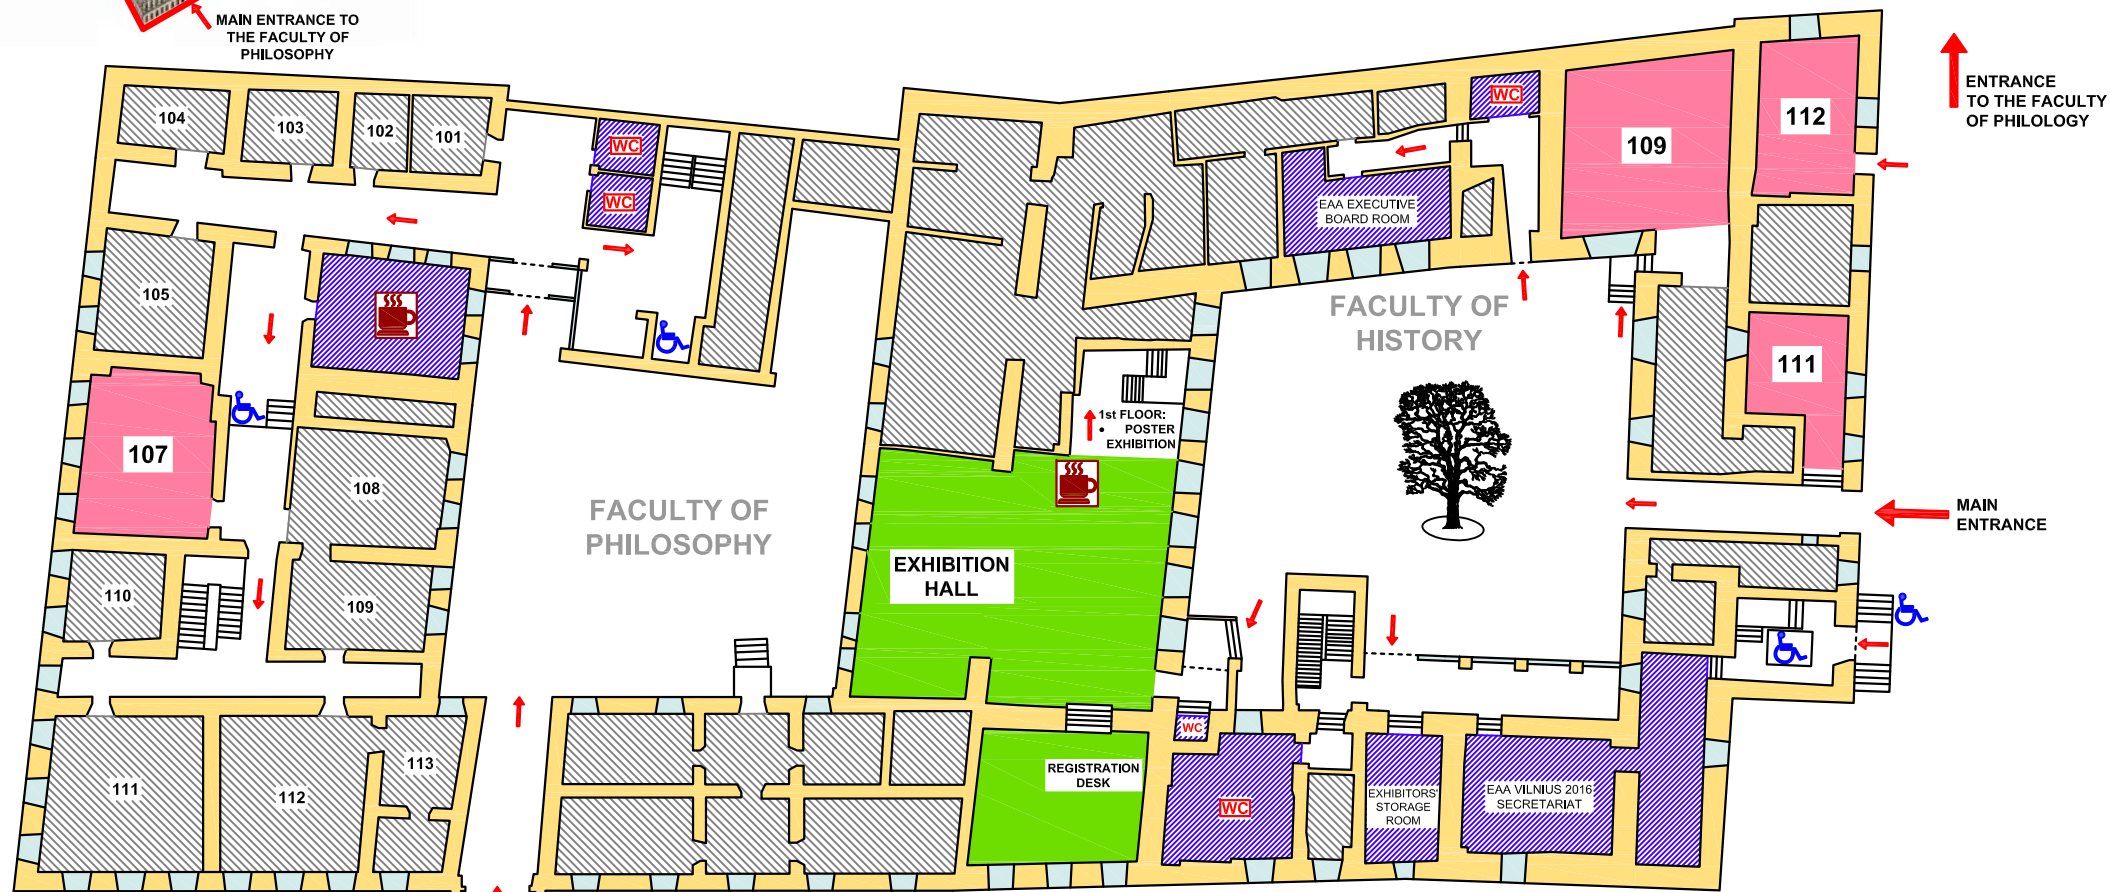 MAIN ENTRANCE TO
THE FACULTY OF
PHILOSOPHY
ENTRANCE
TO THE FACULTY
OF PHILOLOGY
104
103
102
101
WC
WC
WC
109
112
EAA EXECUTIVE
BOARD ROOM
105
FACULTY OF
HISTORY
111
1st FLOOR:
• POSTER
EXHIBITION
107
108
FACULTY OF
PHILOSOPHY
MAIN
ENTRANCE
EXHIBITION
HALL
110
109
111
112
113
WC
REGISTRATION
DESK
WC
EXHIBITORS'
STORAGE
ROOM
EAA VILNIUS 2016
SECRETARIAT